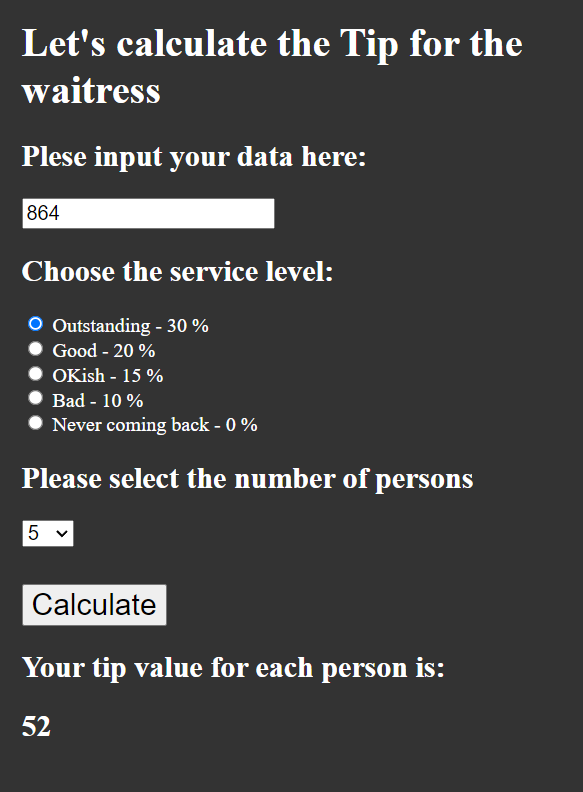 Let's calculate the Tip for the
waitress
Plese input your data here:
864
Choose the service level:
Outstanding - 30 %
Good - 20 %
OKish - 15 %
Bad - 10 %
Never coming back - 0 %
Please select the number of persons
5
Calculate
Your tip value for each person is:
52